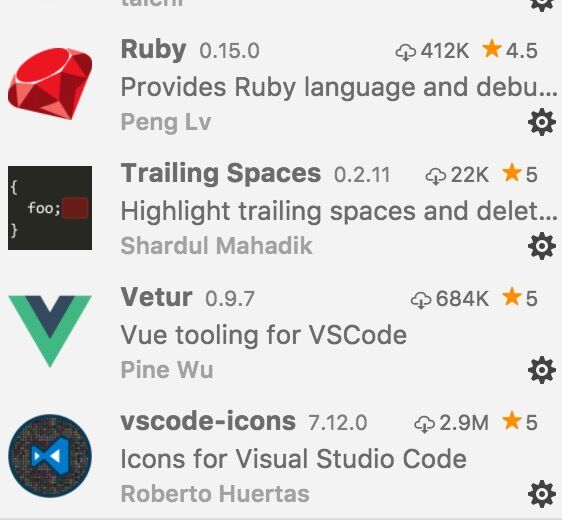 taichi
Ruby 0.15.0 412K 4.5
Provides Ruby language and debu...
Peng Lv
{
foo;
}
Trailing Spaces 0.2.11 22K 5
Highlight trailing spaces and delet...
Shardul Mahadik
Vetur 0.9.7 684K 5
Vue tooling for VSCode
Pine Wu
vscode-icons 7.12.0 2.9M 5
Icons for Visual Studio Code
Roberto Huertas